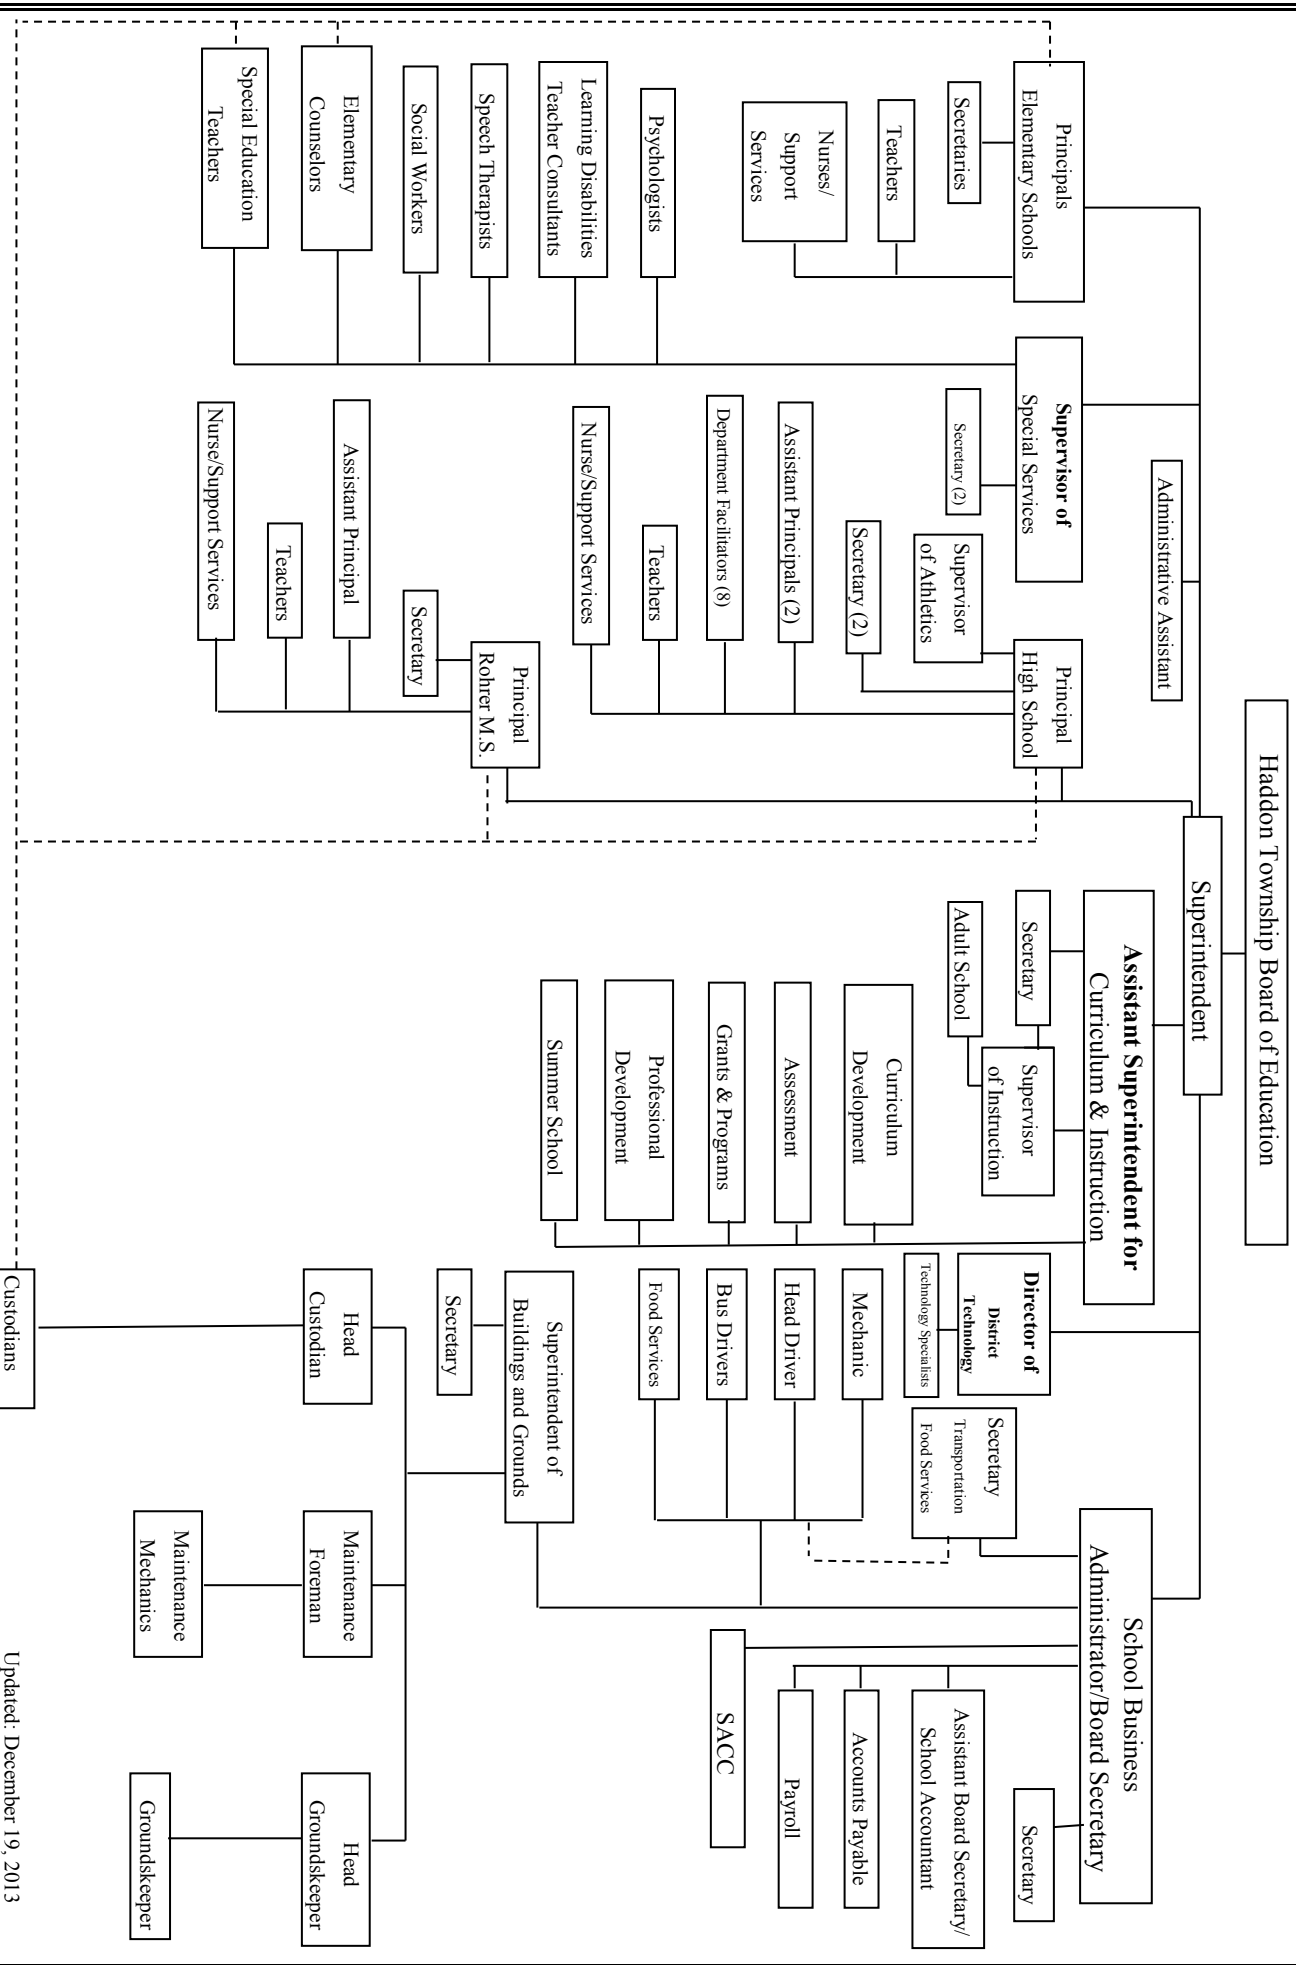 Haddon Township Board of Education
Superintendent
Administrative Assistant
Principals
Elementary Schools
Secretaries
Teachers
Nurses/
Support
Services
Supervisor of
Special Services
Secretary (2)
Psychologists
Learning Disabilities
Teacher Consultants
Speech Therapists
Social Workers
Elementary
Counselors
Special Education
Teachers
Principal
High School
Supervisor
of Athletics
Secretary (2)
Assistant Principals (2)
Department Facilitators (8)
Teachers
Nurse/Support Services
Principal
Rohrer M.S.
Secretary
Assistant Principal
Teachers
Nurse/Support Services
Assistant Superintendent for
Curriculum & Instruction
Secretary
Supervisor
of Instruction
Adult School
Curriculum
Development
Assessment
Grants & Programs
Professional
Development
Summer School
Director of
District
Technology
Technology Specialists
School Business
Administrator/Board Secretary
Secretary
Secretary
Transportation
Food Services
Mechanic
Head Driver
Bus Drivers
Food Services
Assistant Board Secretary/
School Accountant
Accounts Payable
Payroll
SACC
Superintendent of
Buildings and Grounds
Secretary
Head
Custodian
Maintenance
Foreman
Head
Groundskeeper
Maintenance
Mechanics
Groundskeeper
Custodians
Updated: December 19, 2013